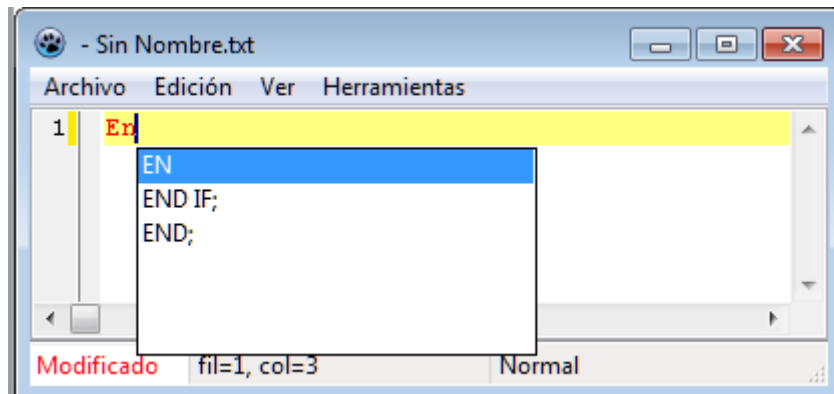 - Sin Nombre.txt
Archivo Edición Ver Herramientas
1 En
EN
END IF;
END;
Modificado fil=1, col=3 Normal